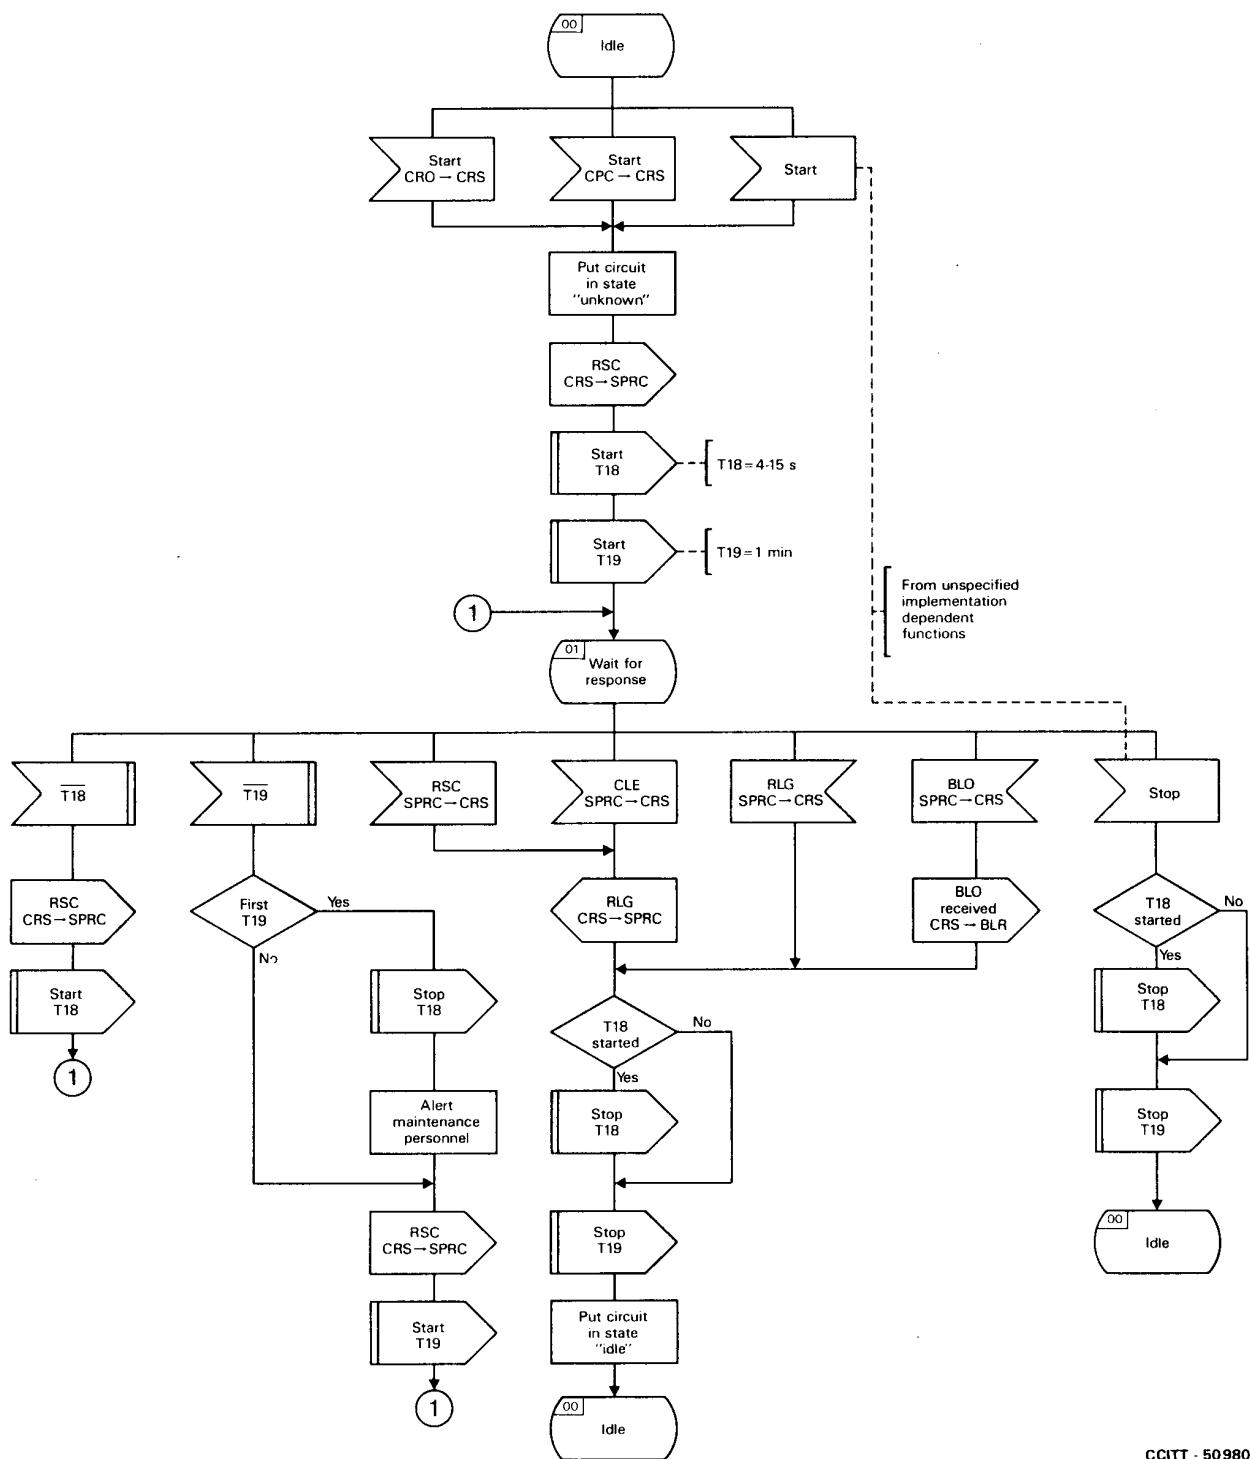 00
Idle
Start
CRO → CRS
Start
CPC → CRS
Start
Put circuit
in state
"unknown"
RSC
CRS → SPRC
Start
T18
T18 = 4-15 s
Start
T19
T19 = 1 min
From unspecified
implementation
dependent
functions
1
01
Wait for
response
T18
T19
RSC
SPRC → CRS
CLE
SPRC → CRS
RLG
SPRC → CRS
BLO
SPRC → CRS
Stop
RSC
CRS → SPRC
First
T19
Yes
No
RLG
CRS → SPRC
BLO
received
CRS → BLR
T18
started
No
Yes
Start
T18
Stop
T18
T18
started
No
Yes
Stop
T18
1
Alert
maintenance
personnel
Stop
T18
Stop
T19
RSC
CRS → SPRC
Stop
T19
00
Idle
Start
T19
Put circuit
in state
"idle"
1
00
Idle
CCITT - 50980